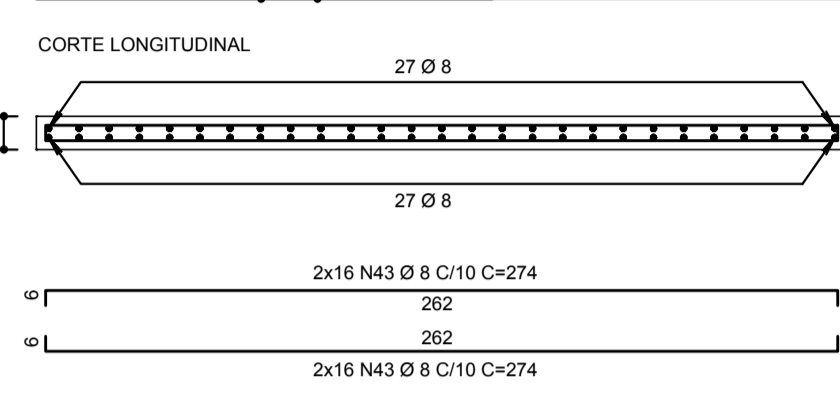 CORTE LONGITUDINAL
27 Ø 8
27 Ø 8
2x16 N43 Ø 8 C/10 C=274
6
262
262
6
2x16 N43 Ø 8 C/10 C=274